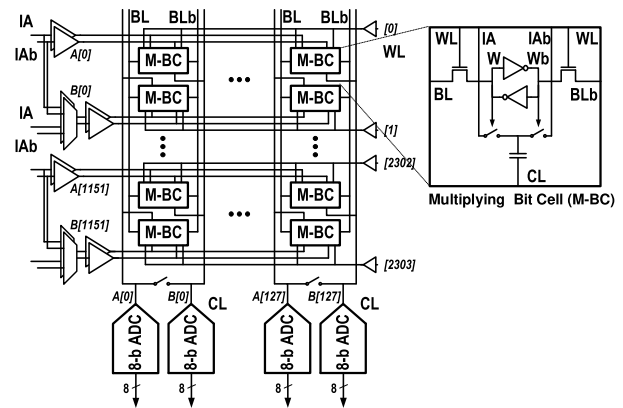 IA
IAb
A[0]
BL
BLb
BL
BLb
[0]
WL
M-BC
M-BC
B[0]
M-BC
M-BC
IA
IAb
[1]
[2302]
A[1151]
M-BC
M-BC
B[1151]
M-BC
M-BC
[2303]
A[0]
B[0]
CL
A[127]
B[127]
CL
8-b ADC
8-b ADC
8-b ADC
8-b ADC
8
8
8
8
WL
IA
IAb
WL
W
Wb
BL
BLb
CL
Multiplying Bit Cell (M-BC)